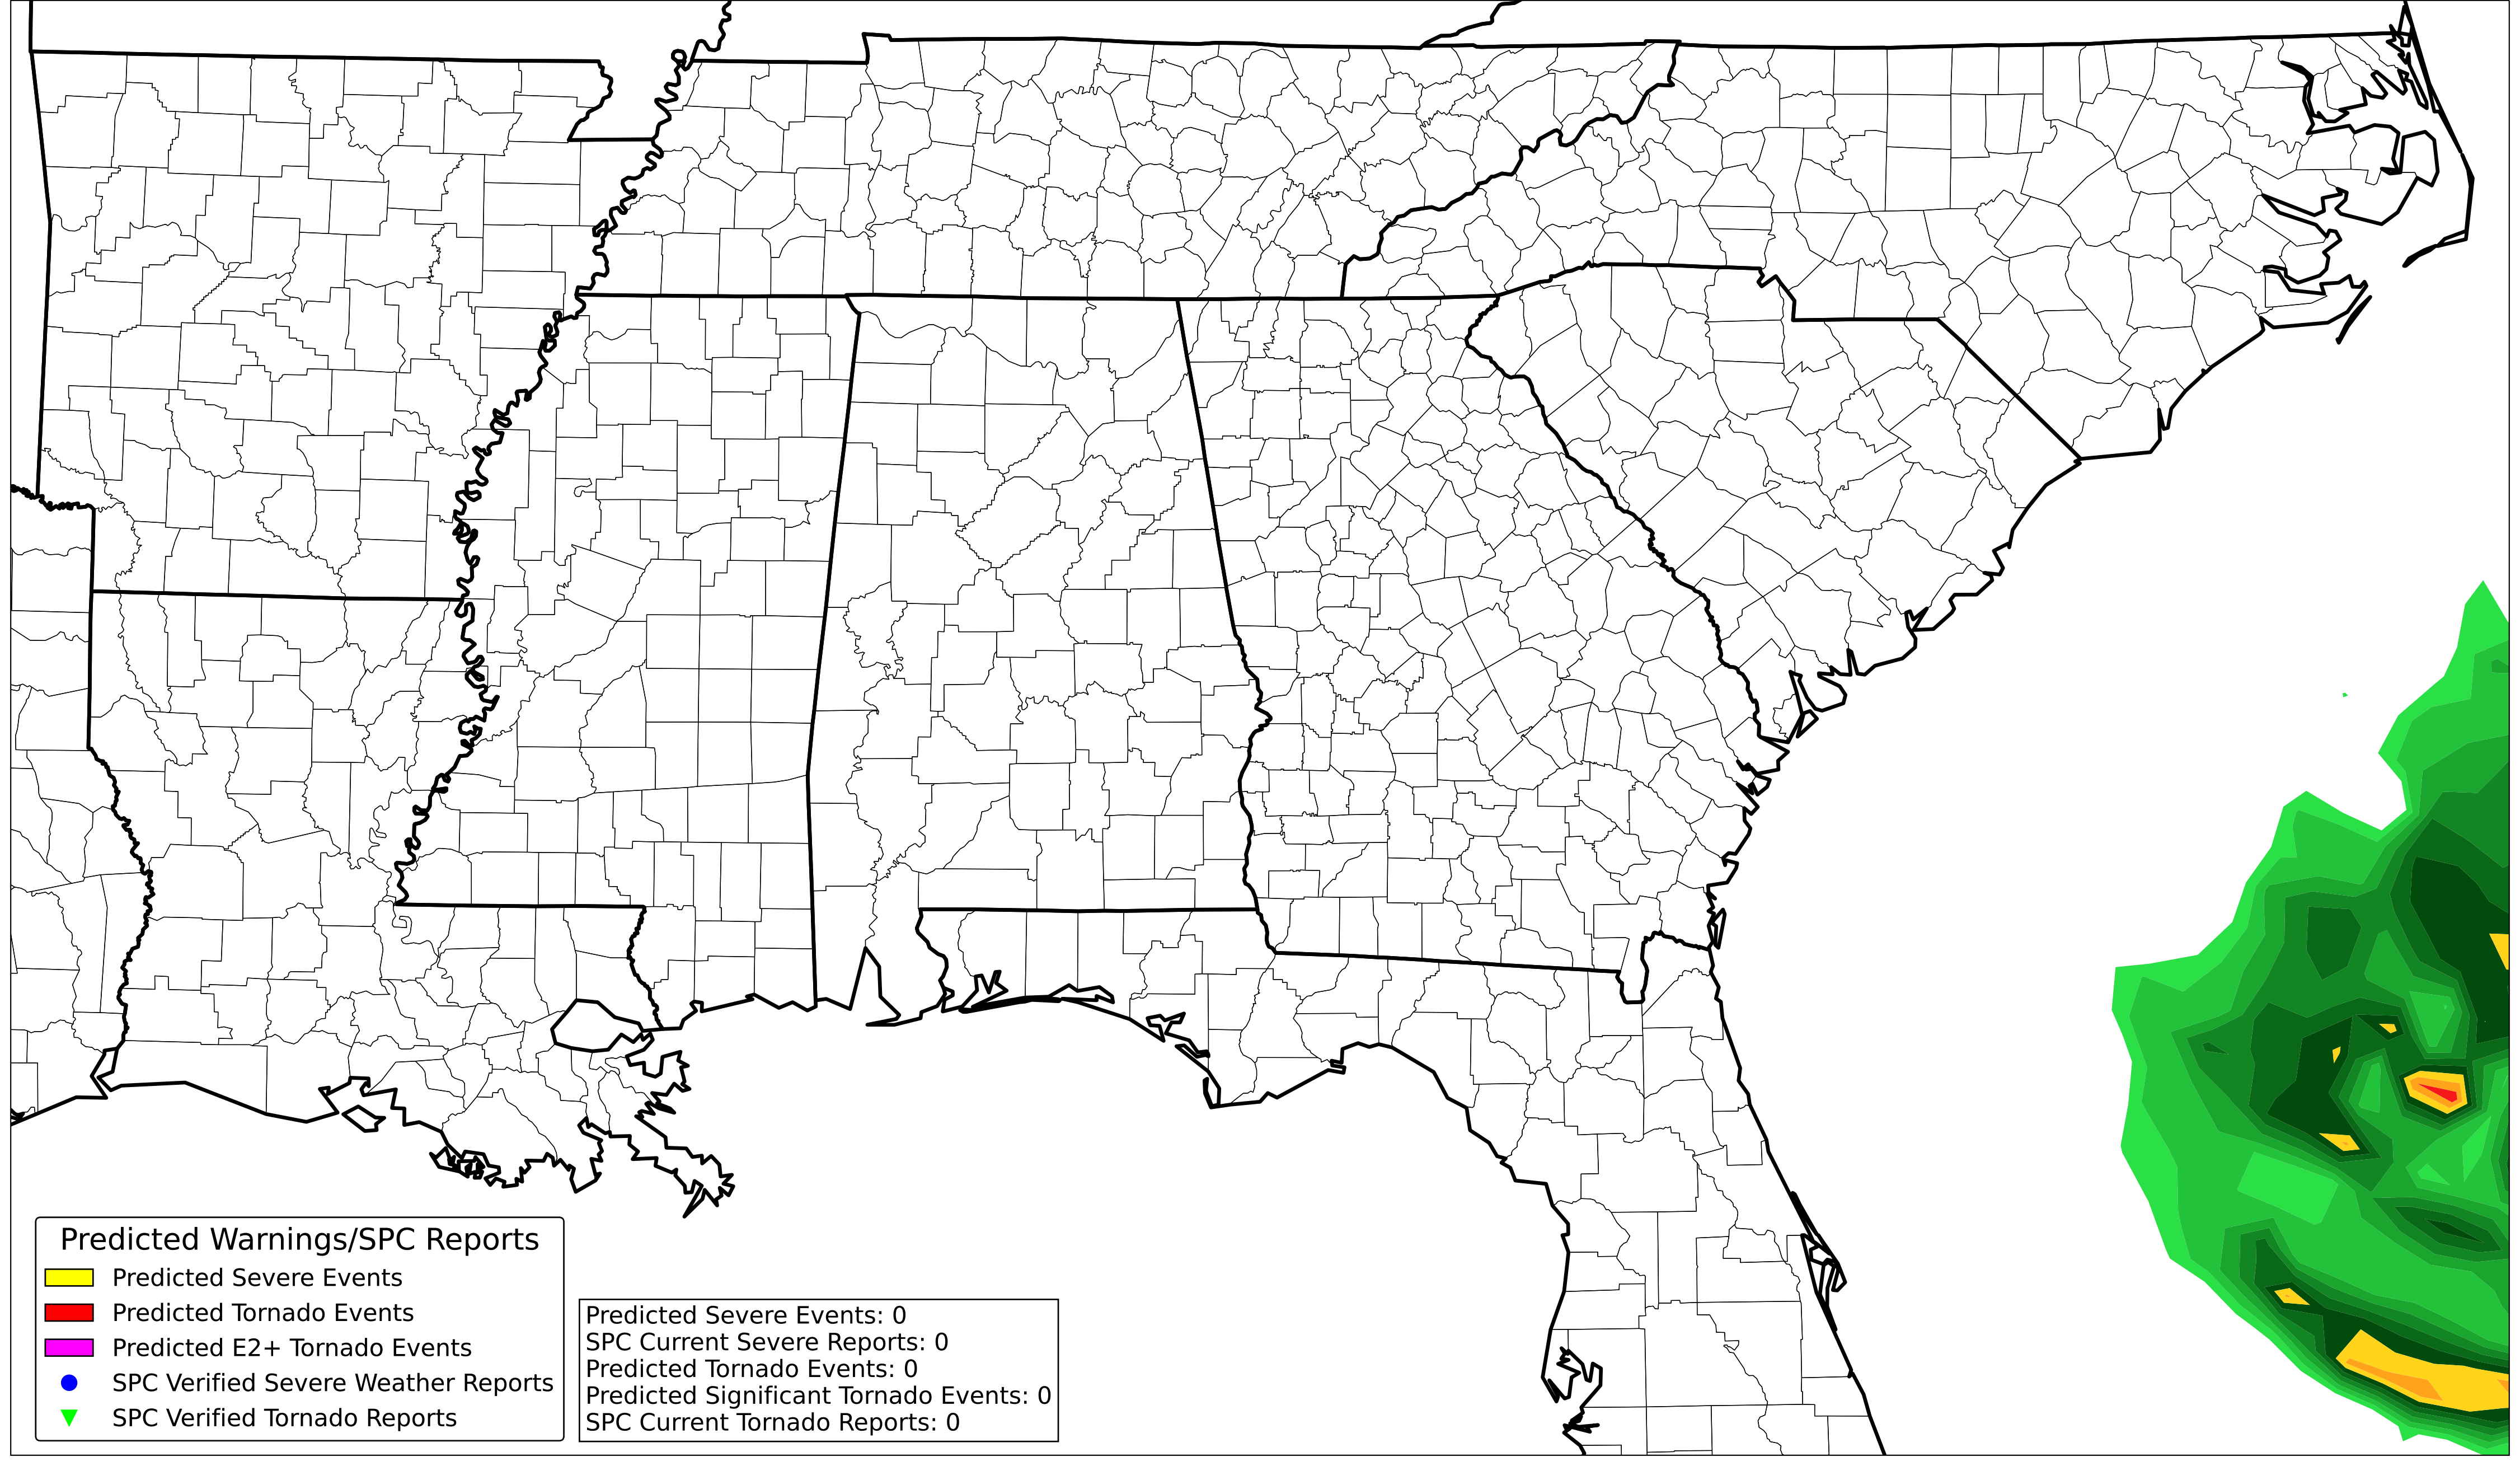 Predicted Warnings/SPC Reports
Predicted Severe Events
Predicted Tornado Events
Predicted E2+ Tornado Events
SPC Verified Severe Weather Reports
SPC Verified Tornado Reports
Predicted Severe Events: 0
SPC Current Severe Reports: 0
Predicted Tornado Events: 0
Predicted Significant Tornado Events: 0
SPC Current Tornado Reports: 0